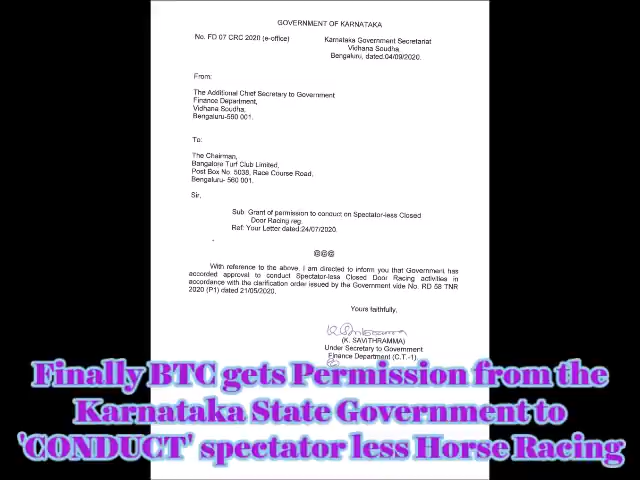 GOVERNMENT OF KARNATAKA
No. FD 07 CRC 2020 (e-office)
Karnataka Government Secretariat
Vidhana Soudha,
Bengaluru, dated.04/09/2020.
From:
The Additional Chief Secretary to Government
Finance Department,
Vidhana Soudha,
Bengaluru-560 001.
To:
The Chairman,
Bangalore Turf Club Limited,
Post Box No. 5038, Race Course Road,
Bengaluru- 560 001.
Sir,
Sub: Grant of permission to conduct on Spectator-less Closed
Door Racing reg.
Ref: Your Letter dated:24/07/2020.
@@@
With reference to the above, I am directed to inform you that Government has
accorded approval to conduct Spectator-less Closed Door Racing activities in
accordance with the clarification order issued by the Government vide No. RD 58 TNR
2020 (P1) dated 21/05/2020.
Yours faithfully,
(K. SAVITHRAMMA)
Under Secretary to Government
Finance Department (C.T.-1).
Finally BTC gets Permission from the
Karnataka State Government to
'CONDUCT' spectator less Horse Racing